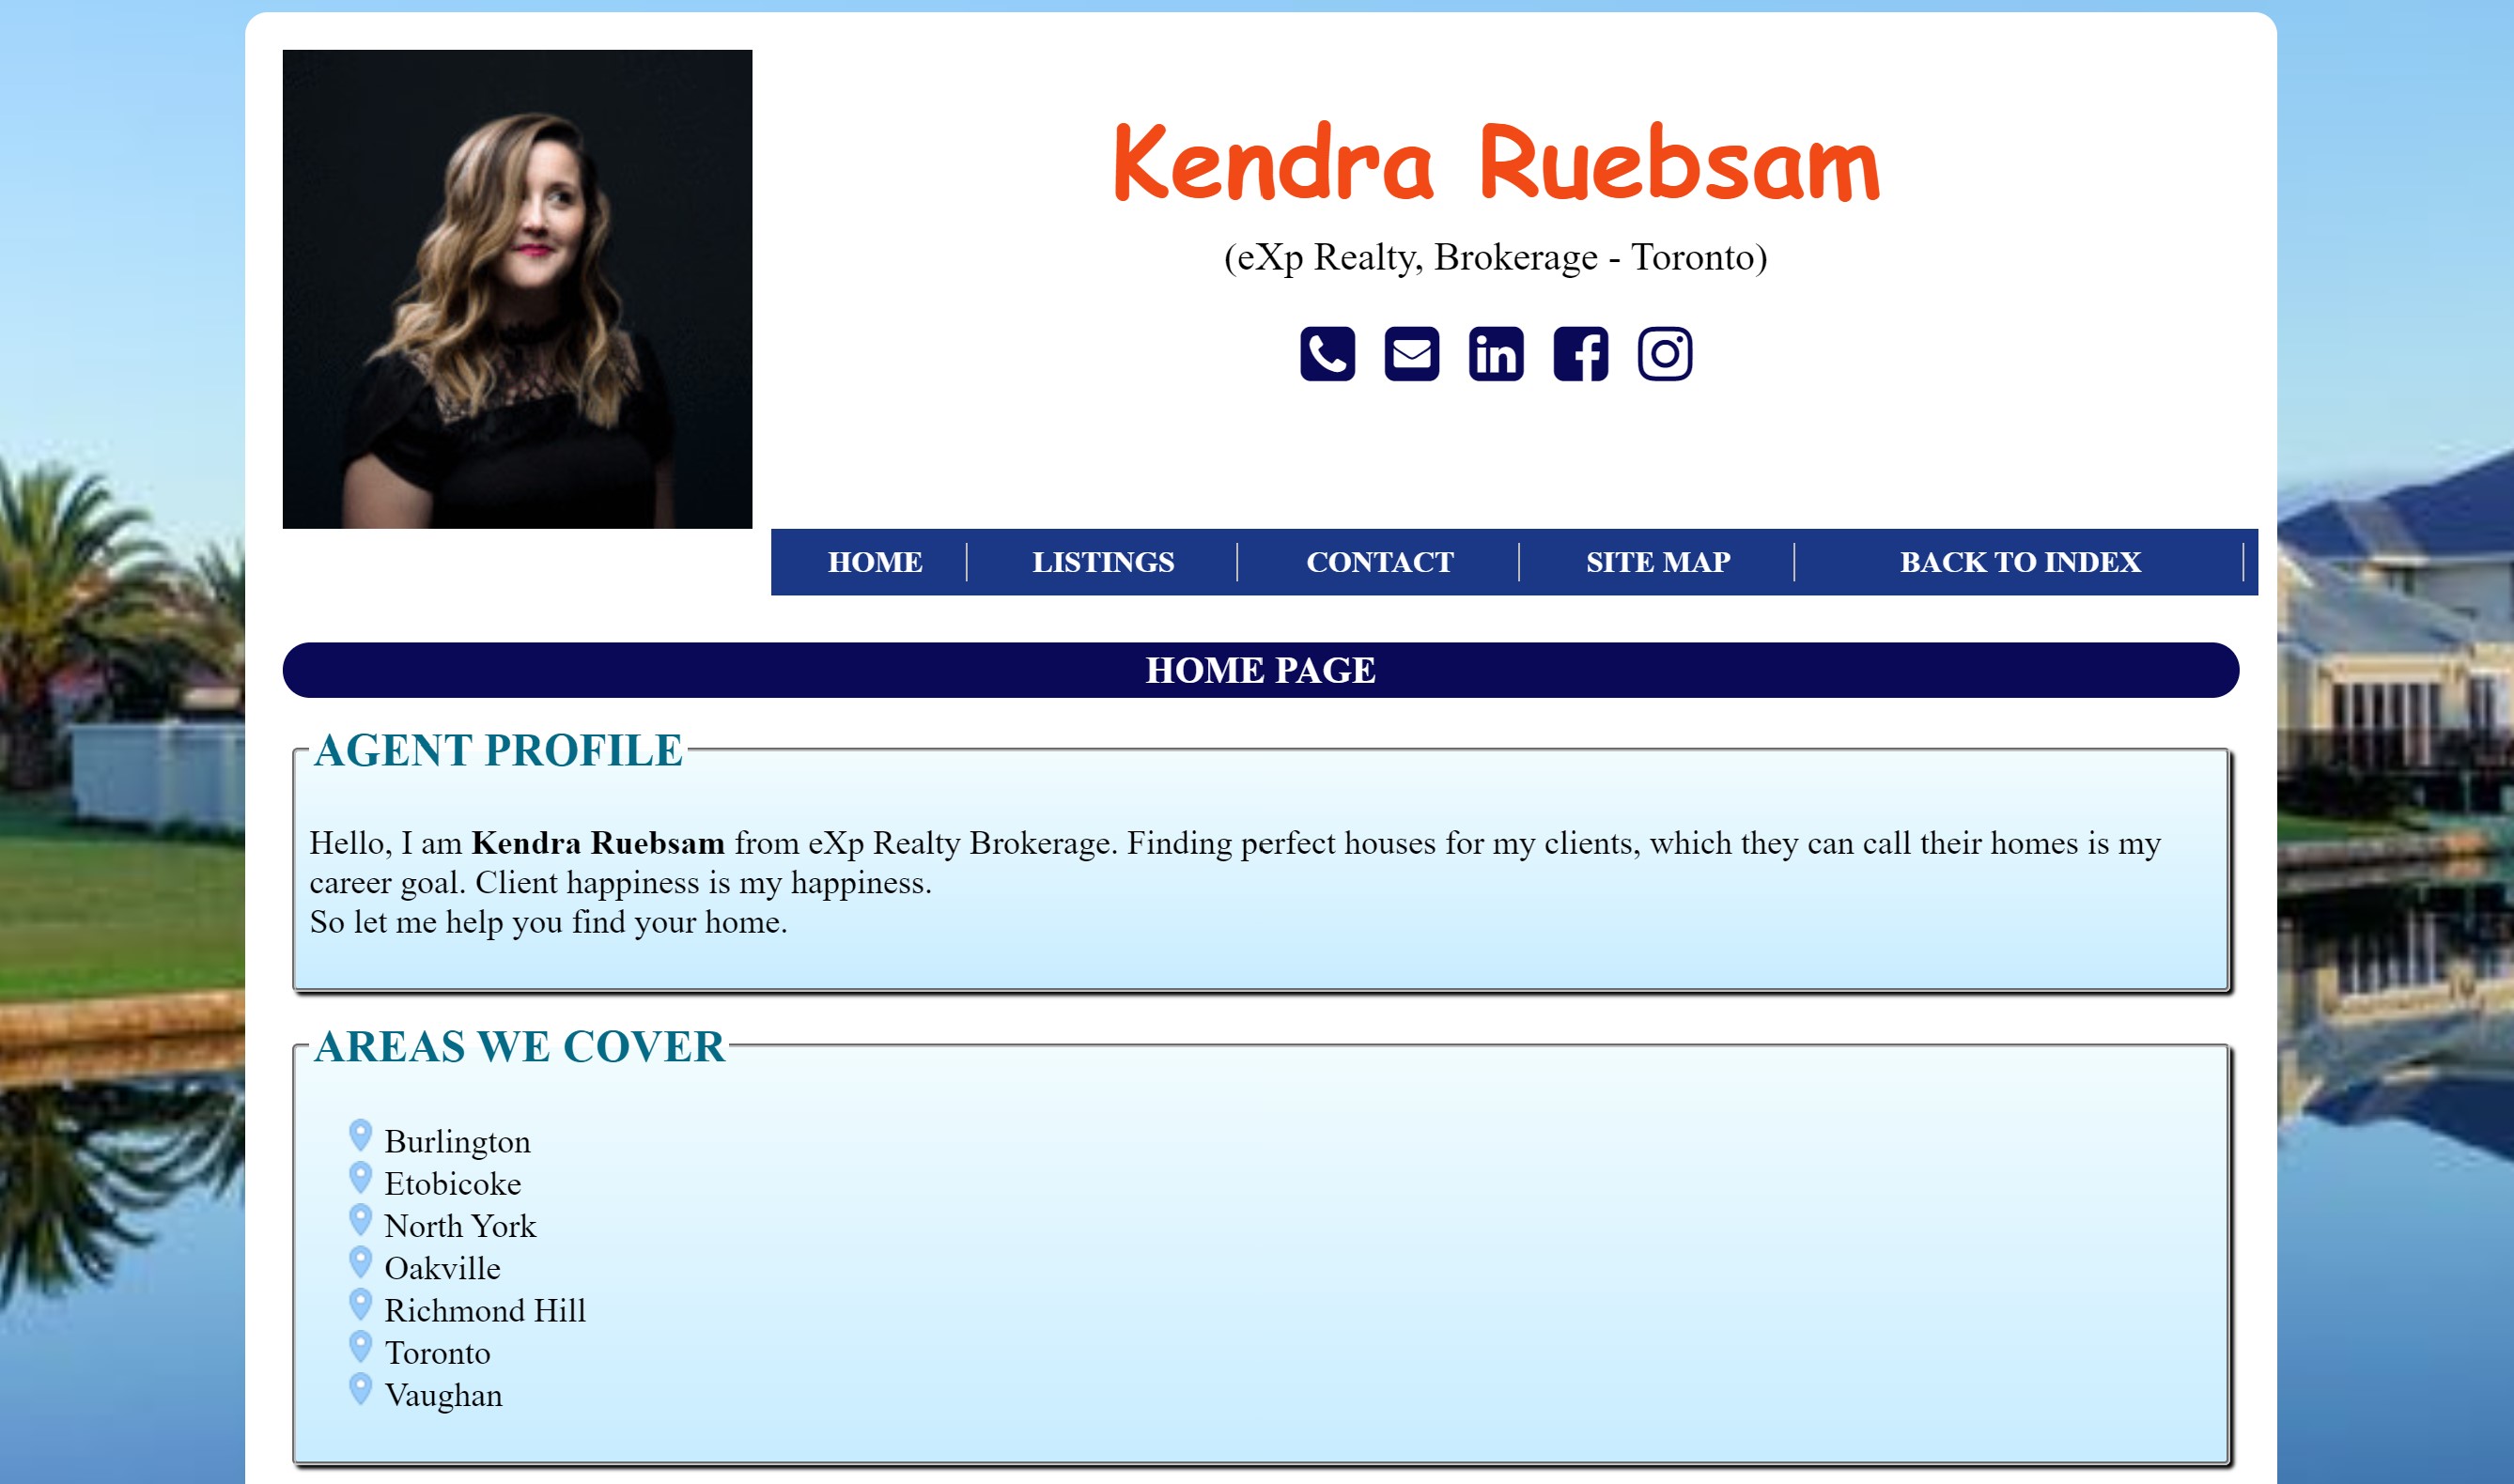 Kendra Ruebsam
(eXp Realty, Brokerage - Toronto)
HOME
LISTINGS
CONTACT
SITE MAP
BACK TO INDEX
HOME PAGE
AGENT PROFILE
Hello, I am Kendra Ruebsam from eXp Realty Brokerage. Finding perfect houses for my clients, which they can call their homes is my
career goal. Client happiness is my happiness.
So let me help you find your home.
AREAS WE COVER
Burlington
Etobicoke
North York
Oakville
Richmond Hill
Toronto
Vaughan